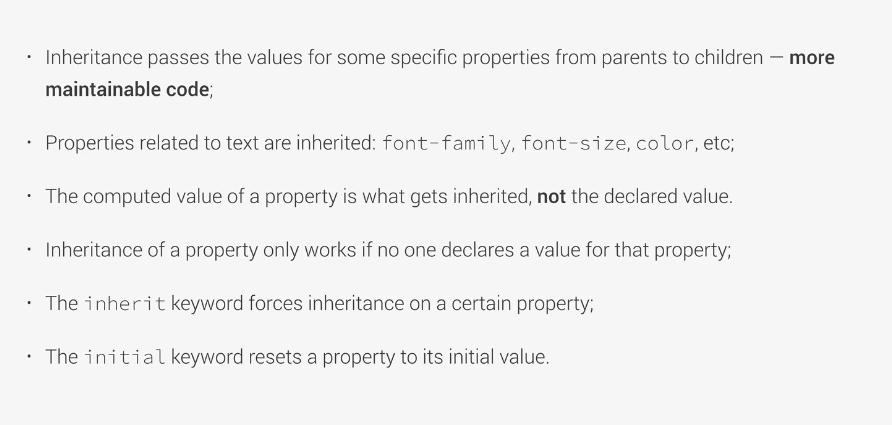 • Inheritance passes the values for some specific properties from parents to children — more
maintainable code;
• Properties related to text are inherited: font-family, font-size, color, etc;
• The computed value of a property is what gets inherited, not the declared value.
• Inheritance of a property only works if no one declares a value for that property;
• The inherit keyword forces inheritance on a certain property;
• The initial keyword resets a property to its initial value.